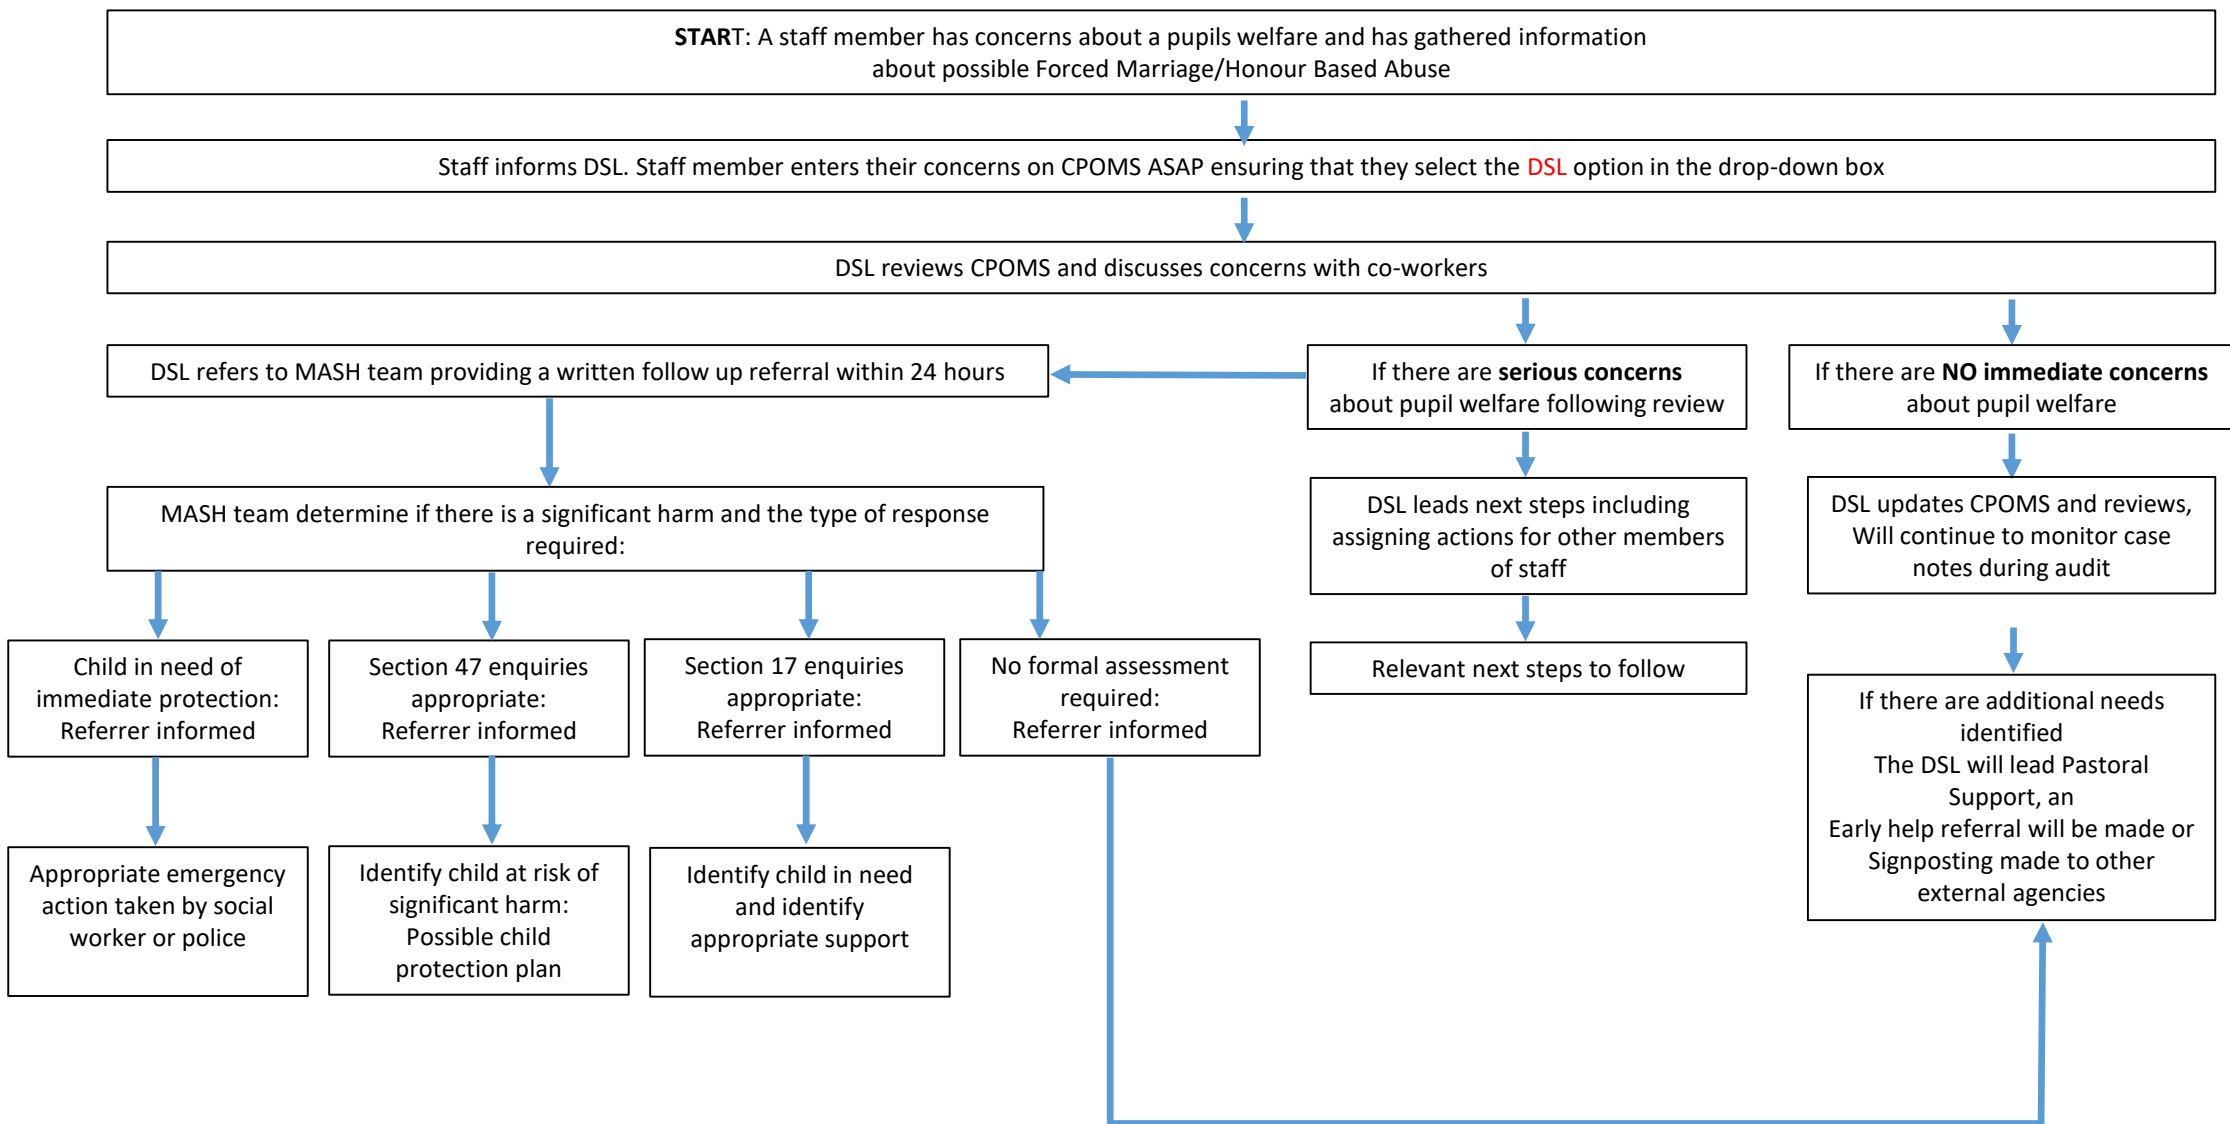 START: A staff member has concerns about a pupils welfare and has gathered information
about possible Forced Marriage/Honour Based Abuse
Staff informs DSL. Staff member enters their concerns on CPOMS ASAP ensuring that they select the DSL option in the drop-down box
DSL reviews CPOMS and discusses concerns with co-workers
DSL refers to MASH team providing a written follow up referral within 24 hours
If there are serious concerns
about pupil welfare following review
If there are NO immediate concerns
about pupil welfare
MASH team determine if there is a significant harm and the type of response
required:
DSL leads next steps including
assigning actions for other members
of staff
DSL updates CPOMS and reviews,
Will continue to monitor case
notes during audit
Child in need of
immediate protection:
Referrer informed
Section 47 enquiries
appropriate:
Referrer informed
Section 17 enquiries
appropriate:
Referrer informed
No formal assessment
required:
Referrer informed
Relevant next steps to follow
If there are additional needs
identified
The DSL will lead Pastoral
Support, an
Early help referral will be made or
Signposting made to other
external agencies
Appropriate emergency
action taken by social
worker or police
Identify child at risk of
significant harm:
Possible child
protection plan
Identify child in need
and identify
appropriate support